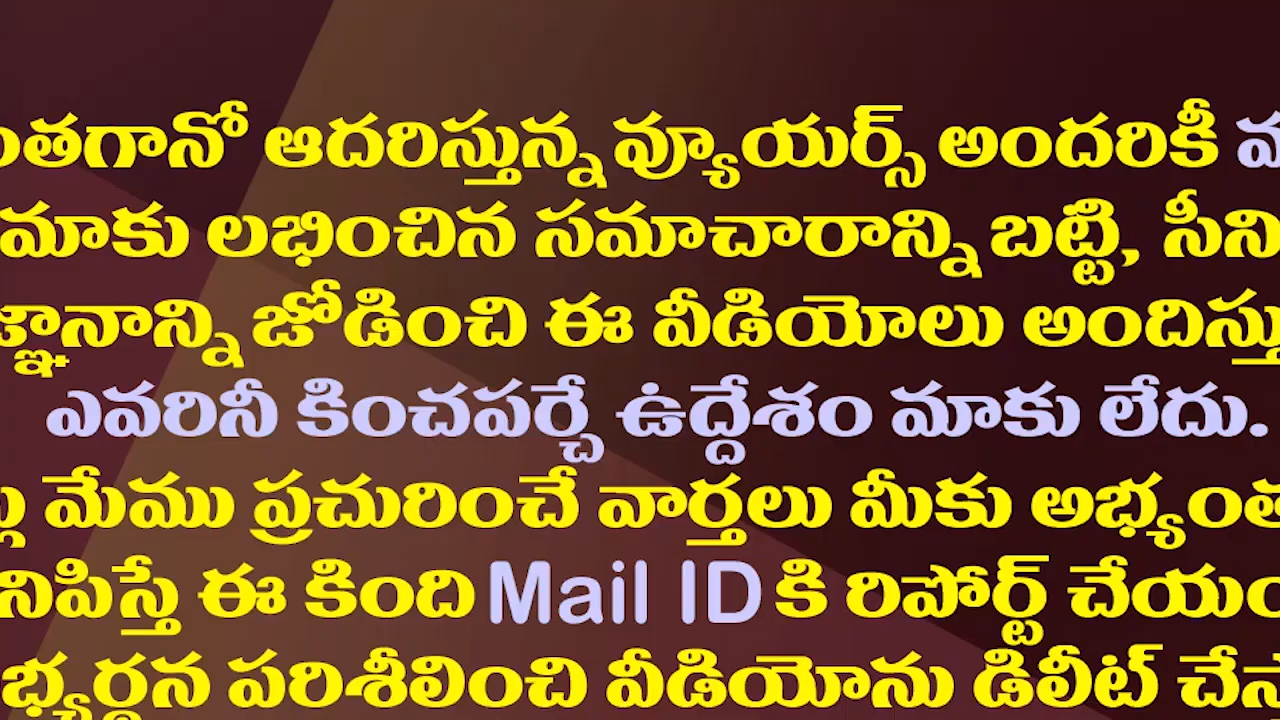 ంతగానో ఆదరిస్తున్న వ్యూయర్స్ అందరికీ
మాకు లభించిన సమాచారాన్ని బట్టి, సీని
జ్ఞానాన్ని జోడించి ఈ వీడియోలు అందిస్తు
ఎవరినీ కించపర్చే ఉద్దేశం మాకు లేదు.
మేము ప్రచురించే వార్తలు మీకు అభ్యంత
నిపిస్తే ఈ కింది Mail ID కి రిపోర్ట్ చేయం
భ్యర్థన పరిశీలించి వీడియోను డిలీట్ చేస